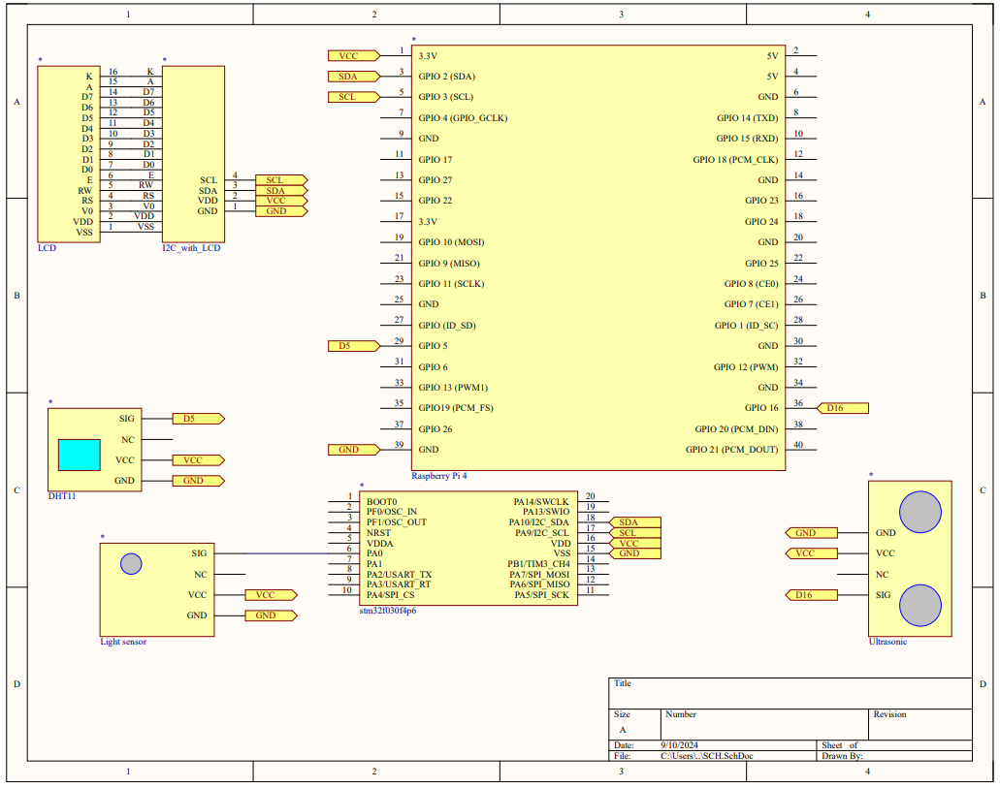 1 2 3 4
A A
B B
C C
D D
1 2 3 4
*
K 16
A 15
D7 14
D6 13
D5 12
D4 11
D3 10
D2 9
D1 8
D0 7
E 6
RW 5
RS 4
V0 3
VDD 2
VSS 1
LCD
*
K
A
D7
D6
D5
D4
D3
D2
D1
D0
E
RW
RS
V0
VDD
VSS
SCL 4 SCL
SDA 3 SDA
VDD 2 VCC
GND 1 GND
I2C_with_LCD
*
VCC 1 3.3V 5V 2
SDA 3 GPIO 2 (SDA) 5V 4
SCL 5 GPIO 3 (SCL) GND 6
7 GPIO 4 (GPIO_GCLK) GPIO 14 (TXD) 8
9 GND GPIO 15 (RXD) 10
11 GPIO 17 GPIO 18 (PCM_CLK) 12
13 GPIO 27 GND 14
15 GPIO 22 GPIO 23 16
17 3.3V GPIO 24 18
19 GPIO 10 (MOSI) GND 20
21 GPIO 9 (MISO) GPIO 25 22
23 GPIO 11 (SCLK) GPIO 8 (CE0) 24
25 GND GPIO 7 (CE1) 26
27 GPIO (ID_SD) GPIO 1 (ID_SC) 28
D5 29 GPIO 5 GND 30
31 GPIO 6 GPIO 12 (PWM) 32
33 GPIO 13 (PWM1) GND 34
35 GPIO19 (PCM_FS) GPIO 16 36 D16
37 GPIO 26 GPIO 20 (PCM_DIN) 38
GND 39 GND GPIO 21 (PCM_DOUT) 40
Raspberry Pi 4
*
SIG D5
NC
VCC VCC
GND GND
DHT11
*
SIG
NC
VCC VCC
GND GND
Light sensor
*
1 BOOT0 PA14/SWCLK 20
2 PF0/OSC_IN PA13/SWIO 19
3 PF1/OSC_OUT PA10/I2C_SDA 18 SDA
4 NRST PA9/I2C_SCL 17 SCL
5 VDDA VDD 16 VCC
6 PA0 VSS 15 GND
7 PA1 PB1/TIM3_CH4 14
8 PA2/USART_TX PA7/SPI_MOSI 13
9 PA3/USART_RT PA6/SPI_MISO 12
10 PA4/SPI_CS PA5/SPI_SCK 11
stm32f030f4p6
*
GND GND
VCC VCC
NC
D16 SIG
Ultrasonic
Title
Size Number Revision
A
Date: 9/10/2024 Sheet of
File: C:\Users\..\SCH.SchDoc Drawn By: